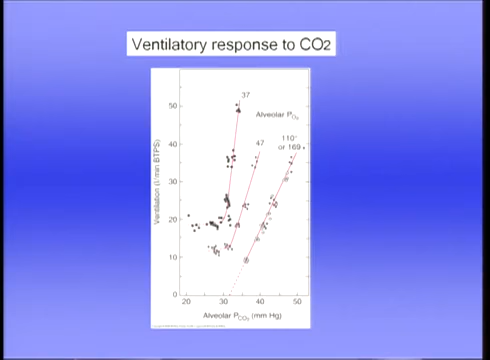 Ventilatory response to CO2
37
50
Alveolar PO2
110
47
or 169
40
Ventilation (l/min BTPS)
30
20
10
0
20
30
40
50
Alveolar PCO2 (mm Hg)